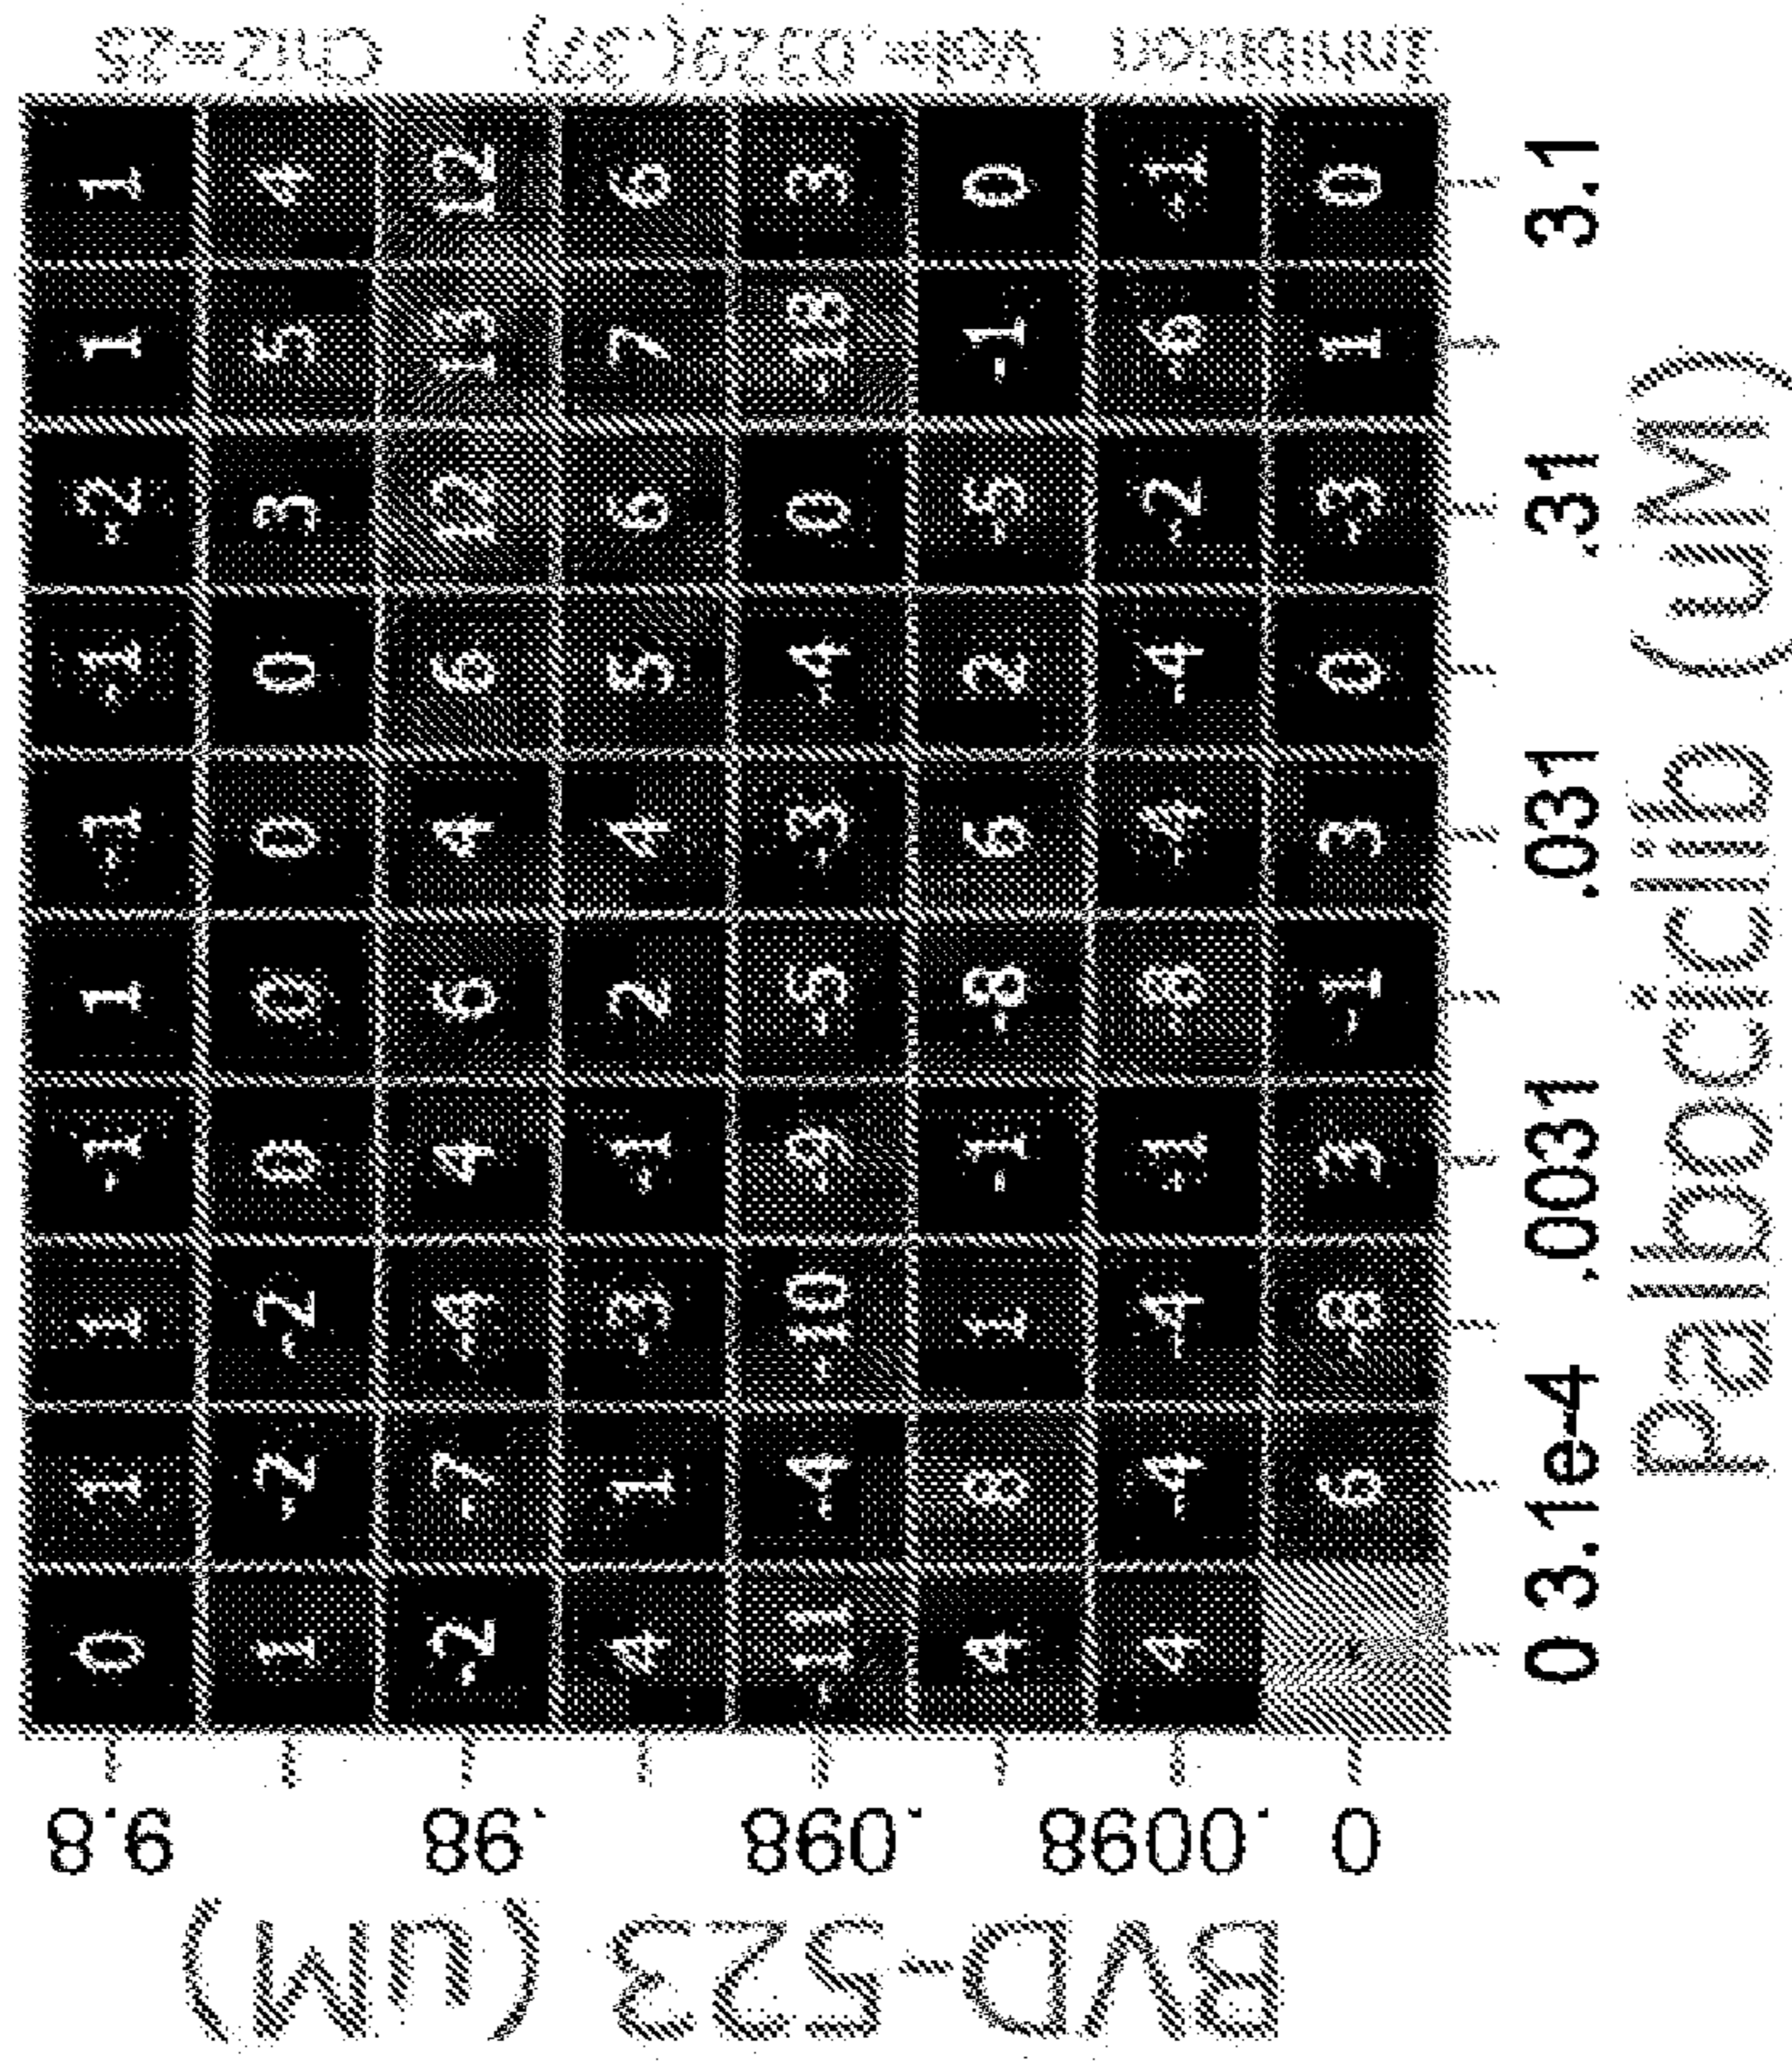 BVD-523 (uM)
9.8 0 1 1 -1 1 -1 -1 -2 1 1
1 -2 -2 0 0 0 0 3 5 4
.98 -2 -7 -4 4 6 4 6 12 13 12
4 1 -3 -1 2 4 5 6 7 6
.098 -11 -4 -10 -9 -5 -3 -4 0 -18 3
4 8 1 -1 -8 6 2 -5 -1 0
.0098 4 -4 -4 -1 -8 -4 -4 -2 -6 -1
0 6 -8 3 -1 3 0 -3 1 0
0 3.1e-4 .0031 .031 .31 3.1
Palbociclib (uM)
Inhibition Vol=.0329(.37) Chi2=25